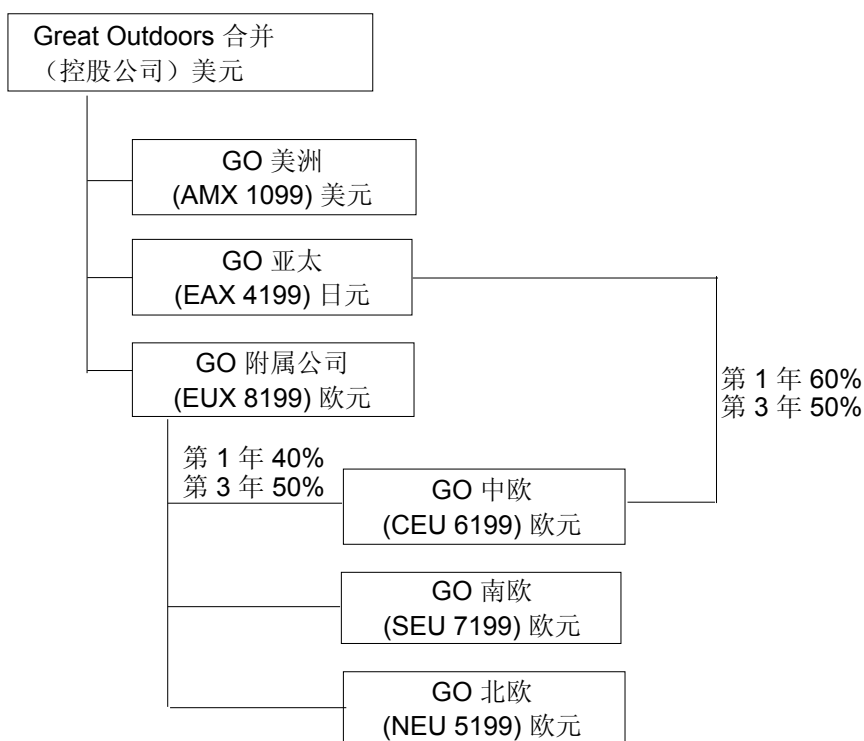 Great Outdoors 合并
（控股公司）美元
GO 美洲
(AMX 1099) 美元
GO 亚太
(EAX 4199) 日元
GO 附属公司
(EUX 8199) 欧元
第 1 年 60%
第 3 年 50%
第 1 年 40%
第 3 年 50%
GO 中欧
(CEU 6199) 欧元
GO 南欧
(SEU 7199) 欧元
GO 北欧
(NEU 5199) 欧元